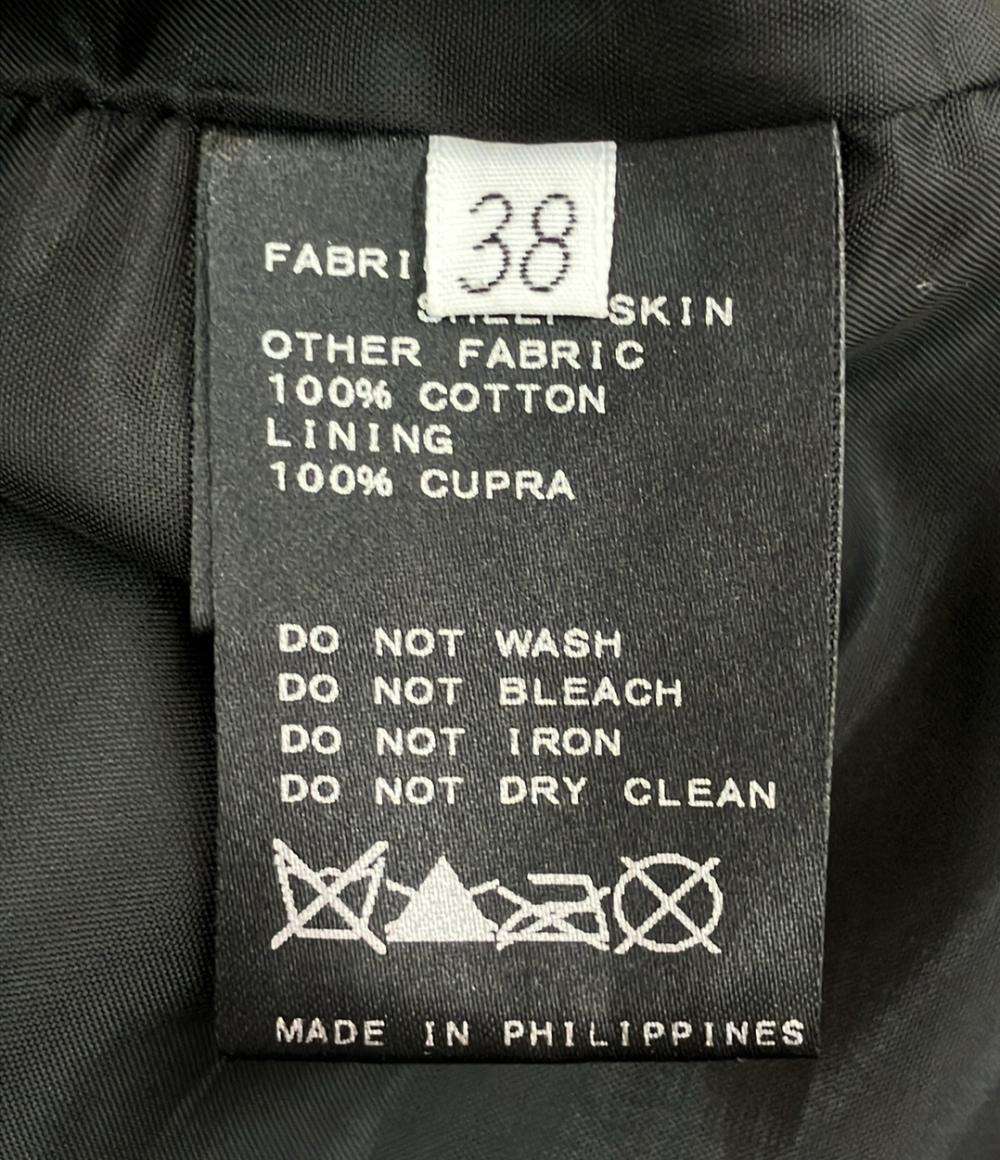 38
FABRI
SKIN
OTHER FABRIC
100% COTTON
LINING
100% CUPRA
DO NOT WASH
DO NOT BLEACH
DO NOT IRON
DO NOT DRY CLEAN
MADE IN PHILIPPINES